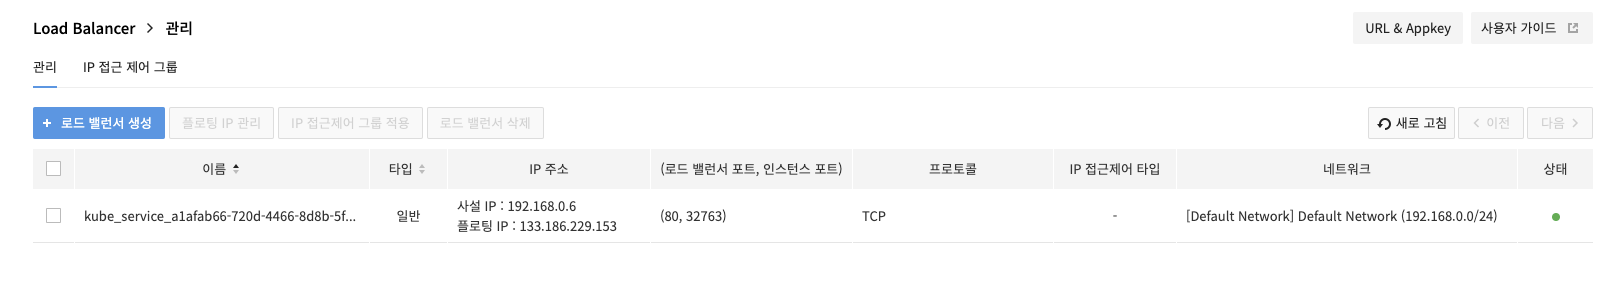 Load Balancer > 관리
URL & Appkey
사용자 가이드
관리
IP 접근 제어 그룹
+ 로드 밸런서 생성
플로팅 IP 관리
IP 접근제어 그룹 적용
로드 밸런서 삭제
새로 고침
< 이전
다음 >
이름
타입
IP 주소
(로드 밸런서 포트, 인스턴스 포트)
프로토콜
IP 접근제어 타입
네트워크
상태
kube_service_a1afab66-720d-4466-8d8b-5f...
일반
사설 IP : 192.168.0.6
플로팅 IP : 133.186.229.153
(80, 32763)
TCP
-
[Default Network] Default Network (192.168.0.0/24)